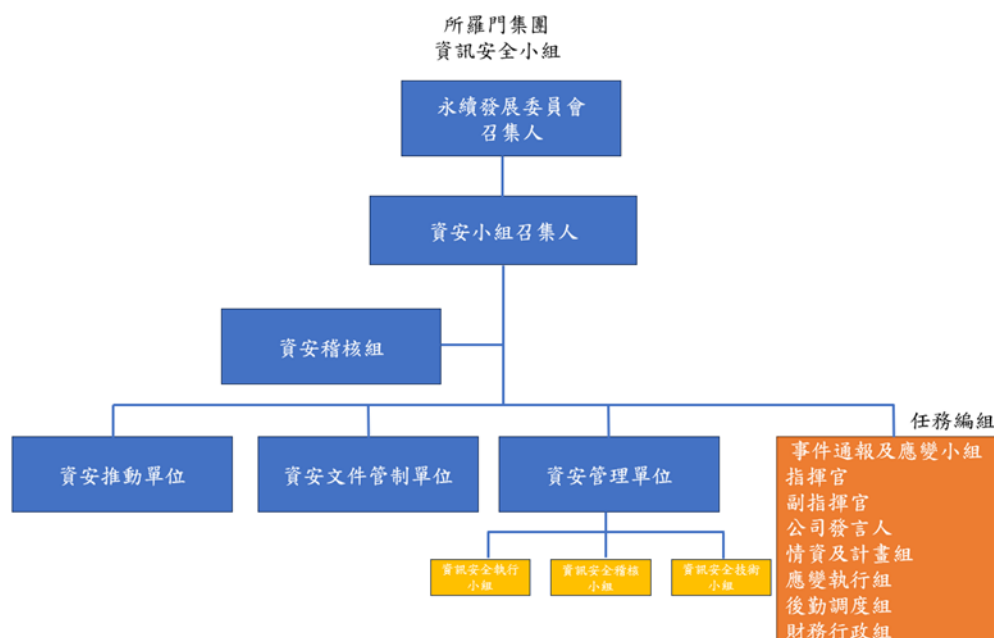 所羅門集團
資訊安全小組
永續發展委員會
召集人
資安小組召集人
資安稽核組
任務編組
資安推動單位
資安文件管制單位
資安管理單位
事件通報及應變小組
指揮官
副指揮官
公司發言人
情資及計畫組
應變執行組
後勤調度組
財務行政組
資訊安全執行
小組
資訊安全稽核
小組
資訊安全技術
小組